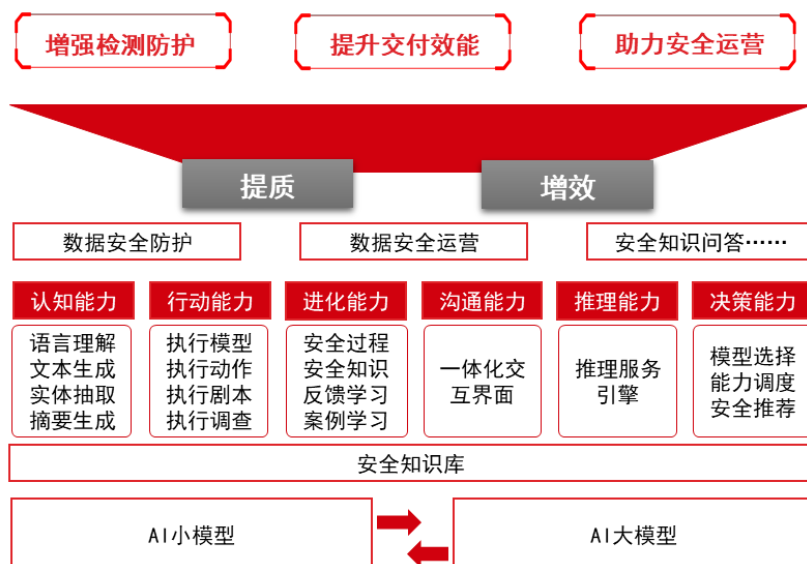 增强检测防护
提升交付效能
助力安全运营
提质
增效
数据安全防护
数据安全运营
安全知识问答……
认知能力
行动能力
进化能力
沟通能力
推理能力
决策能力
语言理解
文本生成
实体抽取
摘要生成
执行模型
执行动作
执行剧本
执行调查
安全过程
安全知识
反馈学习
案例学习
一体化交
互界面
推理服务
引擎
模型选择
能力调度
安全推荐
安全知识库
AI小模型
AI大模型